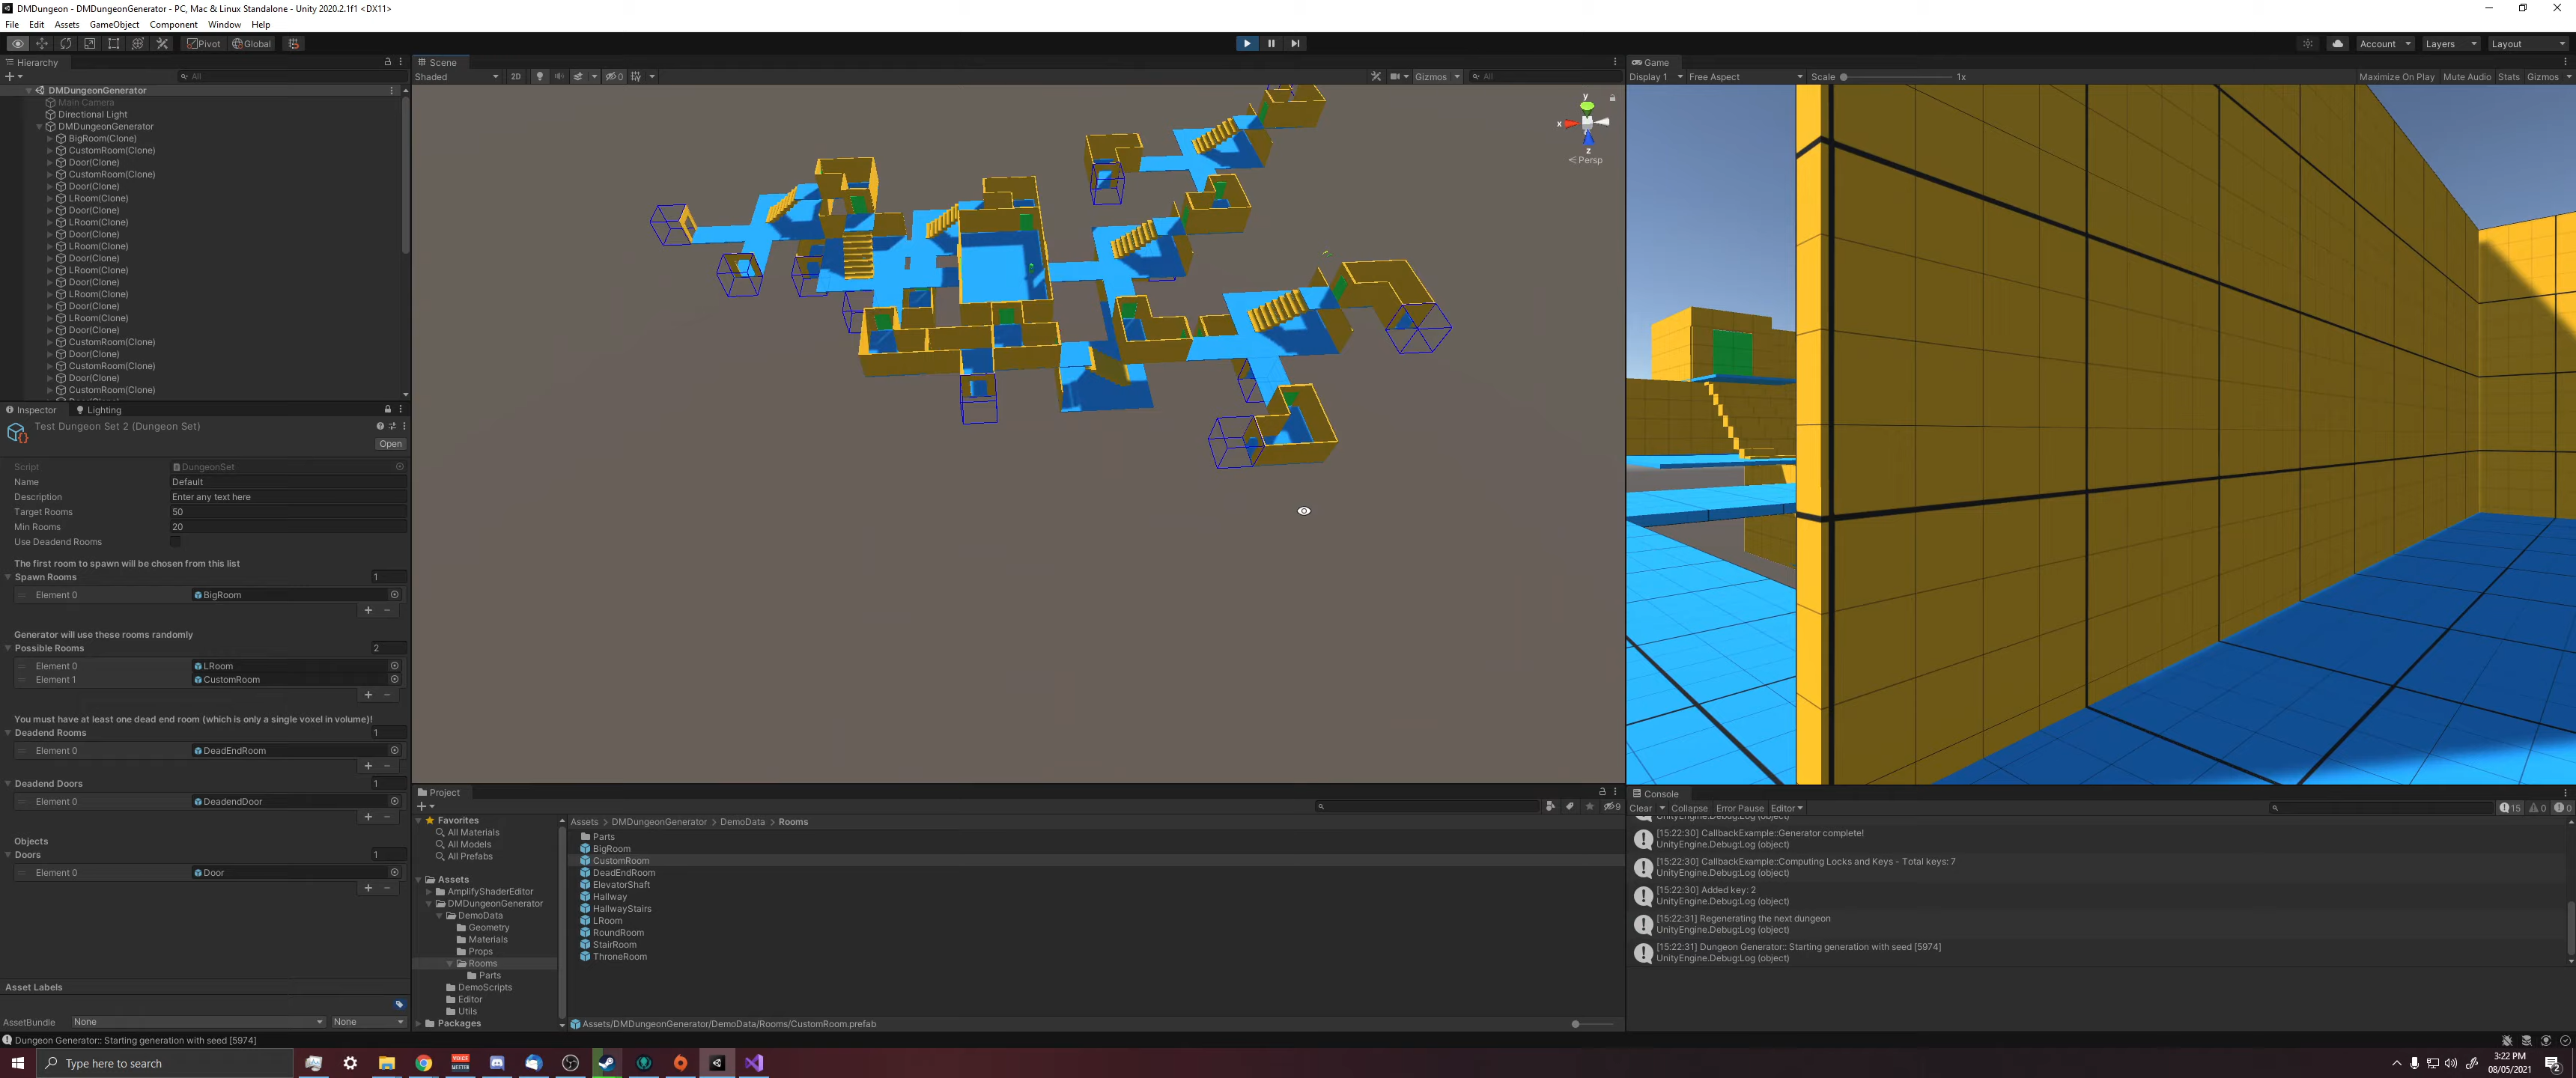 DMDungeon - DMDungeonGenerator - PC, Mac & Linux Standalone - Unity 2020.2.1f1 <DX11>
File Edit Assets GameObject Component Window Help
Pivot Global
Account Layers Layout
Hierarchy
All
DMDungeonGenerator
Main Camera
Directional Light
DMDungeonGenerator
BigRoom(Clone)
CustomRoom(Clone)
Door(Clone)
CustomRoom(Clone)
Door(Clone)
LRoom(Clone)
Door(Clone)
LRoom(Clone)
Door(Clone)
LRoom(Clone)
Door(Clone)
LRoom(Clone)
Door(Clone)
LRoom(Clone)
Door(Clone)
LRoom(Clone)
Door(Clone)
CustomRoom(Clone)
Door(Clone)
CustomRoom(Clone)
Door(Clone)
CustomRoom(Clone)
Scene
Shaded 2D 0 Gizmos All
y
x
z
Persp
Game
Display 1 Free Aspect Scale 1x Maximize On Play Mute Audio Stats Gizmos
Inspector Lighting
Test Dungeon Set 2 (Dungeon Set)
Open
Script DungeonSet
Name Default
Description Enter any text here
Target Rooms 50
Min Rooms 20
Use Deadend Rooms
The first room to spawn will be chosen from this list
Spawn Rooms 1
Element 0 BigRoom
Generator will use these rooms randomly
Possible Rooms 2
Element 0 LRoom
Element 1 CustomRoom
You must have at least one dead end room (which is only a single voxel in volume)!
Deadend Rooms 1
Element 0 DeadEndRoom
Deadend Doors 1
Element 0 DeadendDoor
Objects
Doors 1
Element 0 Door
Asset Labels
AssetBundle None None
Project
9
Favorites
All Materials
All Models
All Prefabs
Assets
AmplifyShaderEditor
DMDungeonGenerator
DemoData
Geometry
Materials
Props
Rooms
Parts
DemoScripts
Editor
Utils
Packages
Assets > DMDungeonGenerator > DemoData > Rooms
Parts
BigRoom
CustomRoom
DeadEndRoom
ElevatorShaft
Hallway
HallwayStairs
LRoom
RoundRoom
StairRoom
ThroneRoom
Assets/DMDungeonGenerator/DemoData/Rooms/CustomRoom.prefab
Console
Clear Collapse Error Pause Editor 15 0 0
UnityEngine.Debug:Log (object)
[15:22:30] CallbackExample::Generator complete!
UnityEngine.Debug:Log (object)
[15:22:30] CallbackExample::Computing Locks and Keys - Total keys: 7
UnityEngine.Debug:Log (object)
[15:22:30] Added key: 2
UnityEngine.Debug:Log (object)
[15:22:31] Regenerating the next dungeon
UnityEngine.Debug:Log (object)
[15:22:31] Dungeon Generator:: Starting generation with seed [5974]
UnityEngine.Debug:Log (object)
Dungeon Generator:: Starting generation with seed [5974]
Type here to search
3:22 PM
08/05/2021
2